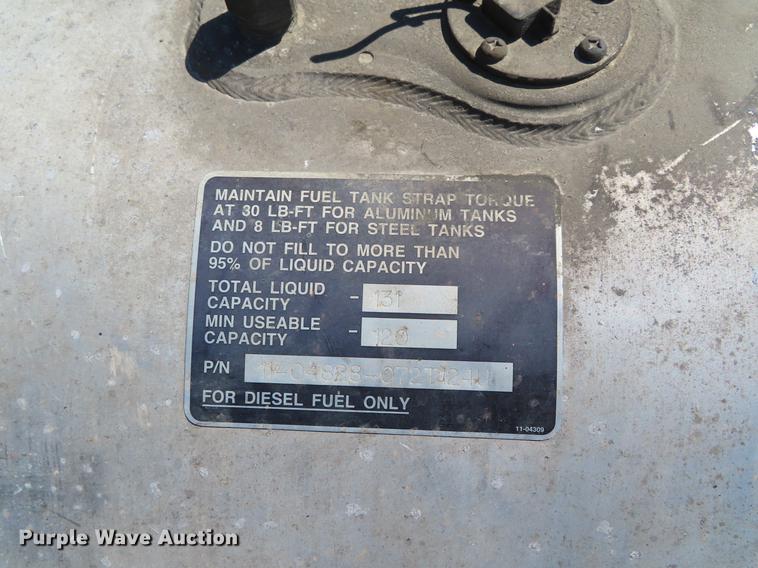 MAINTAIN FUEL TANK STRAP TORQUE
AT 30 LB-FT FOR ALUMINUM TANKS
AND 8 LB-FT FOR STEEL TANKS
DO NOT FILL TO MORE THAN
95% OF LIQUID CAPACITY
TOTAL LIQUID
CAPACITY - 131
MIN USEABLE
CAPACITY - 120
P/N
FOR DIESEL FUEL ONLY
11-04309
Purple Wave Auction